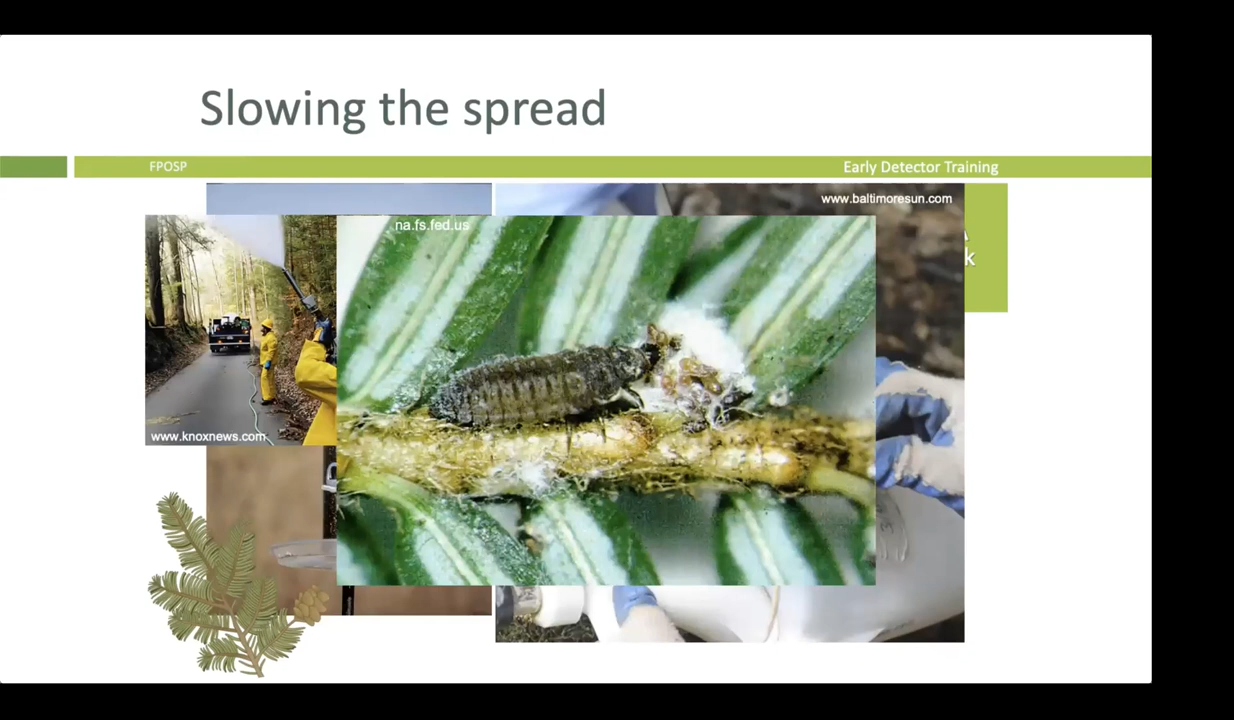 Slowing the spread
FPOSP
Early Detector Training
www.baltimoresun.com
na.fs.fed.us
www.knoxnews.com